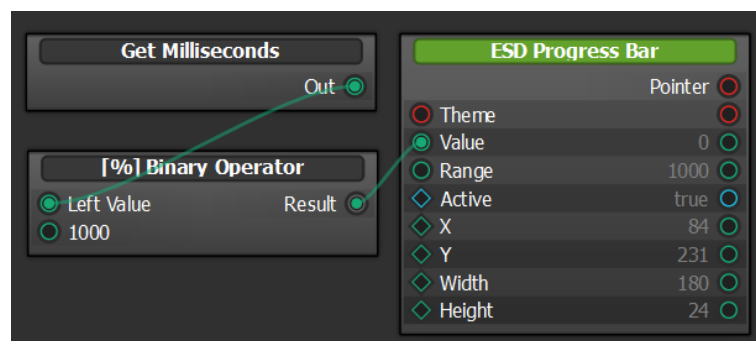 Get Milliseconds
Out
[%] Binary Operator
Left Value Result
1000
ESD Progress Bar
Pointer
Theme
Value 0
Range 1000
Active true
X 84
Y 231
Width 180
Height 24